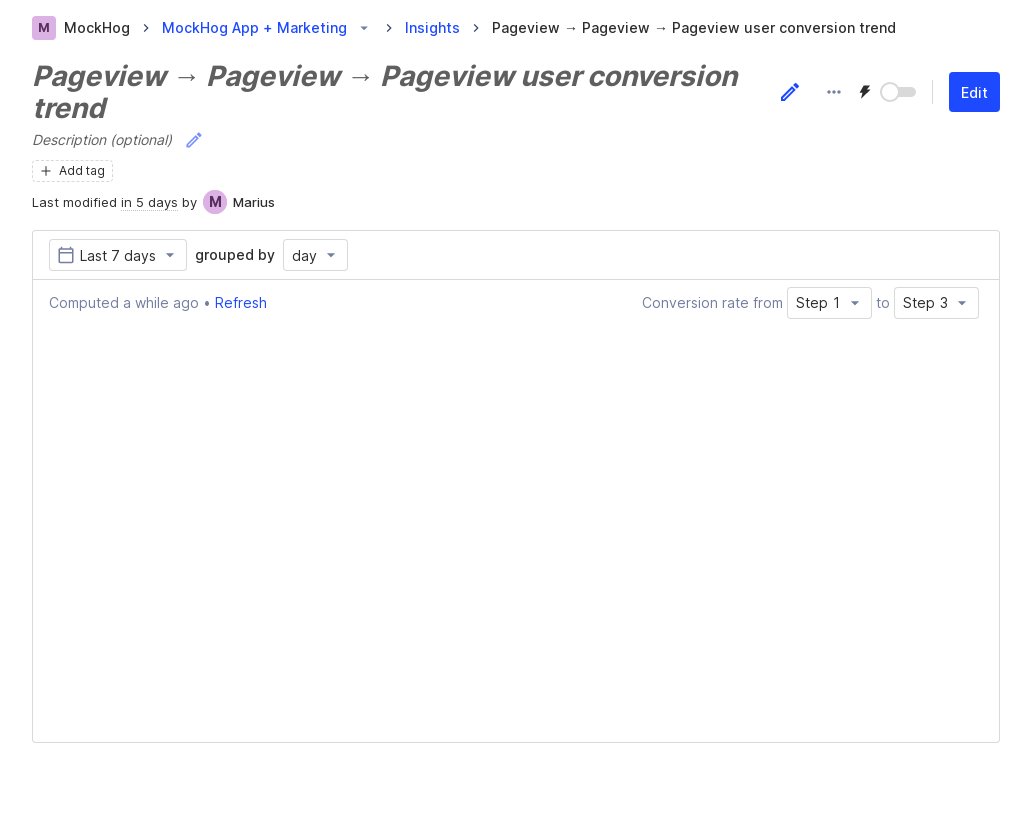 M MockHog > MockHog App + Marketing > Insights > Pageview → Pageview → Pageview user conversion trend
Pageview → Pageview → Pageview user conversion
trend
Edit
Description (optional)
+ Add tag
Last modified in 5 days by M Marius
Last 7 days grouped by day
Computed a while ago • Refresh
Conversion rate from Step 1 to Step 3